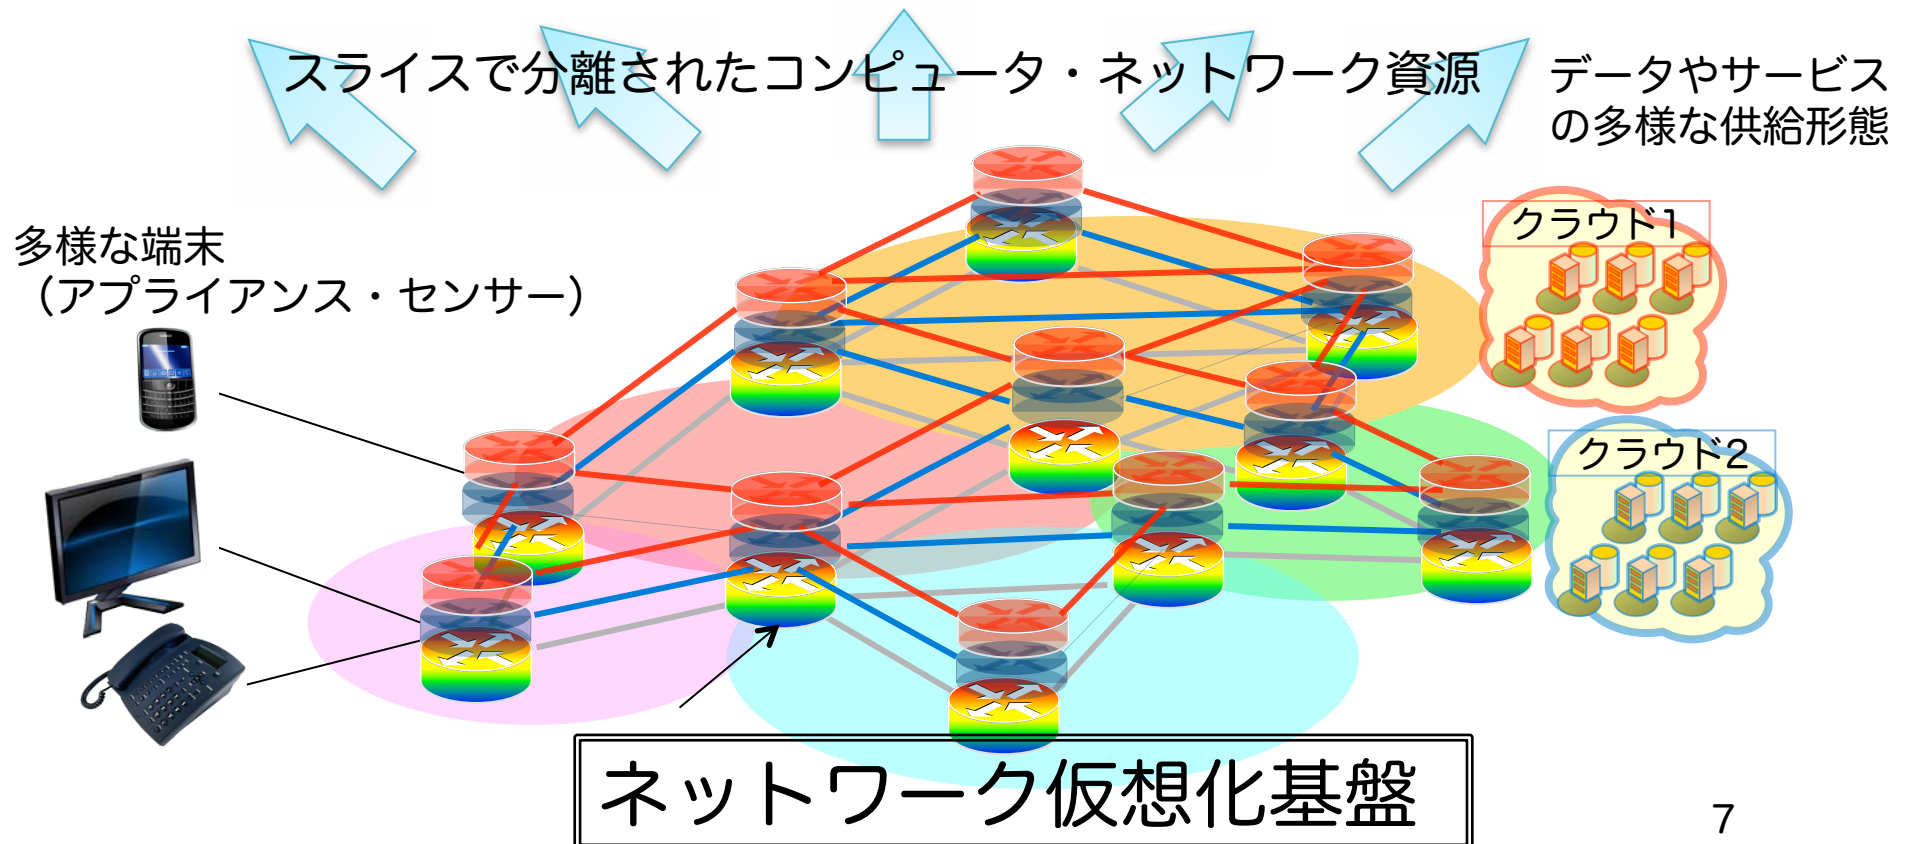 スライスで分離されたコンピュータ・ネットワーク資源
データやサービス
の多様な供給形態
多様な端末
（アプライアンス・センサー）
クラウド1
クラウド2
ネットワーク仮想化基盤
7